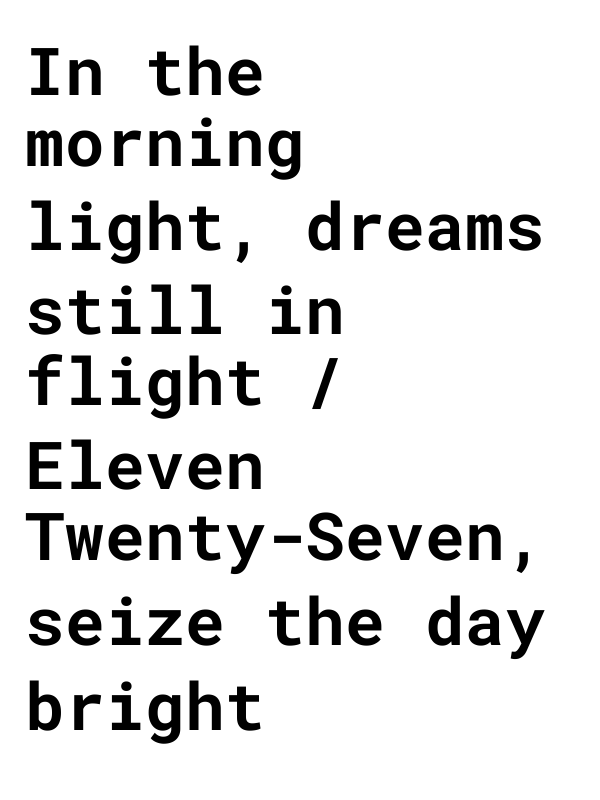 In the
morning
light, dreams
still in
flight /
Eleven
Twenty-Seven,
seize the day
bright